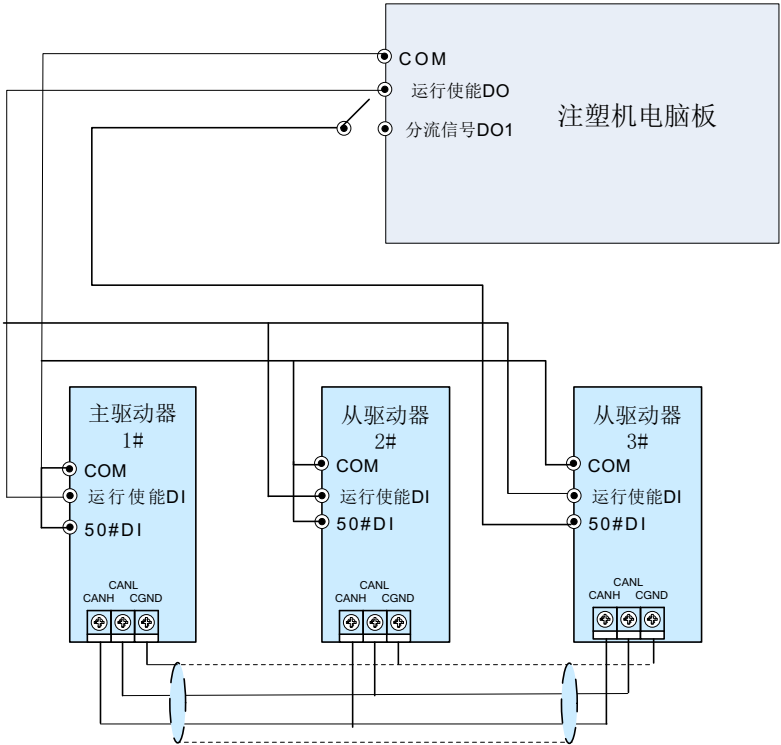 COM
运行使能DO
分流信号DO1
注塑机电脑板
主驱动器
1#
COM
运行使能DI
50#DI
CANL
CANH CGND
从驱动器
2#
COM
运行使能DI
50#DI
CANL
CANH CGND
从驱动器
3#
COM
运行使能DI
50#DI
CANL
CANH CGND